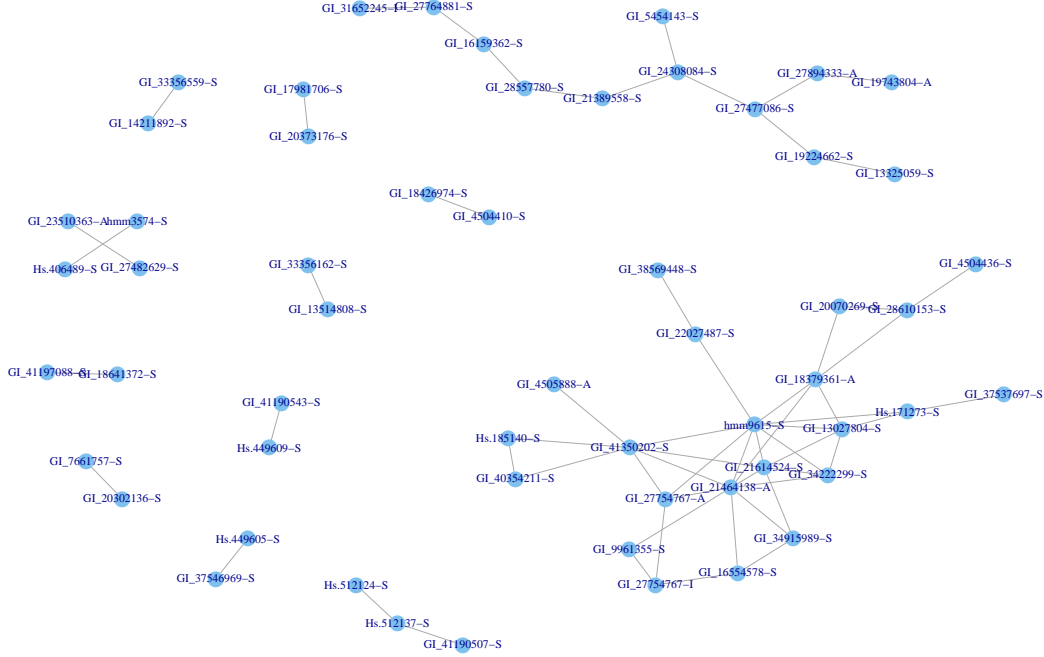 GI_31652245–I
GI_27764881–S
GI_5454143–S
GI_16159362–S
GI_24308084–S
GI_27894333–A
GI_19743804–A
GI_33356559–S
GI_17981706–S
GI_28557780–S
GI_21389558–S
GI_27477086–S
GI_14211892–S
GI_20373176–S
GI_19224662–S
GI_13325059–S
GI_18426974–S
GI_4504410–S
GI_23510363–A
hmm3574–S
Hs.406489–S
GI_27482629–S
GI_33356162–S
GI_38569448–S
GI_4504436–S
GI_13514808–S
GI_20070269–S
GI_28610153–S
GI_22027487–S
GI_41197088–S
GI_18641372–S
GI_4505888–A
GI_18379361–A
GI_37537697–S
GI_41190543–S
Hs.171273–S
hmm9615–S
GI_13027804–S
Hs.185140–S
GI_41350202–S
Hs.449609–S
GI_7661757–S
GI_21614524–S
GI_34222299–S
GI_40354211–S
GI_21464138–A
GI_20302136–S
GI_27754767–A
Hs.449605–S
GI_34915989–S
GI_9961355–S
GI_37546969–S
GI_16554578–S
Hs.512124–S
GI_27754767–I
Hs.512137–S
GI_41190507–S